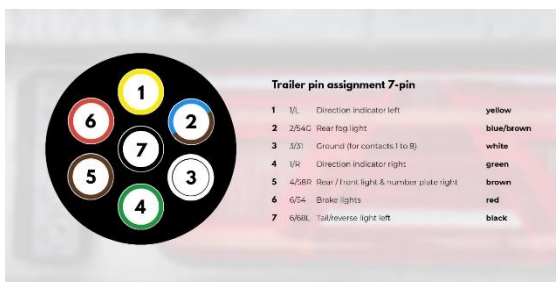 1
6
2
7
5
3
4
Trailer pin assignment 7-pin
1 1/L Direction indicator left yellow
2 2/54G Rear fog light blue/brown
3 3/31 Ground (for contacts 1 to 8) white
4 1/R Direction indicator right green
5 4/58R Rear / front light & number plate right brown
6 6/54 Brake lights red
7 6/68L Tail/reverse light left black